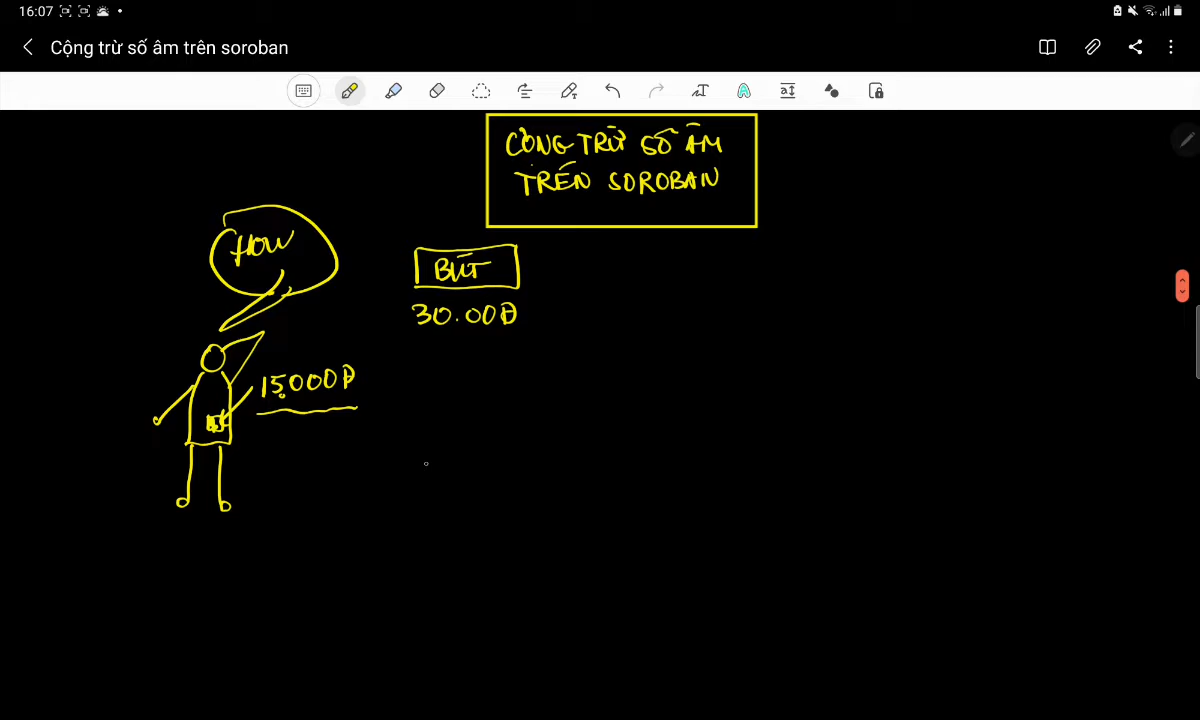 16:07
Cộng trừ số âm trên soroban
CỘNG TRỪ SỐ ÂM
TRÊN SOROBAN
HOW
BÚT
30.00Đ
15.000Đ